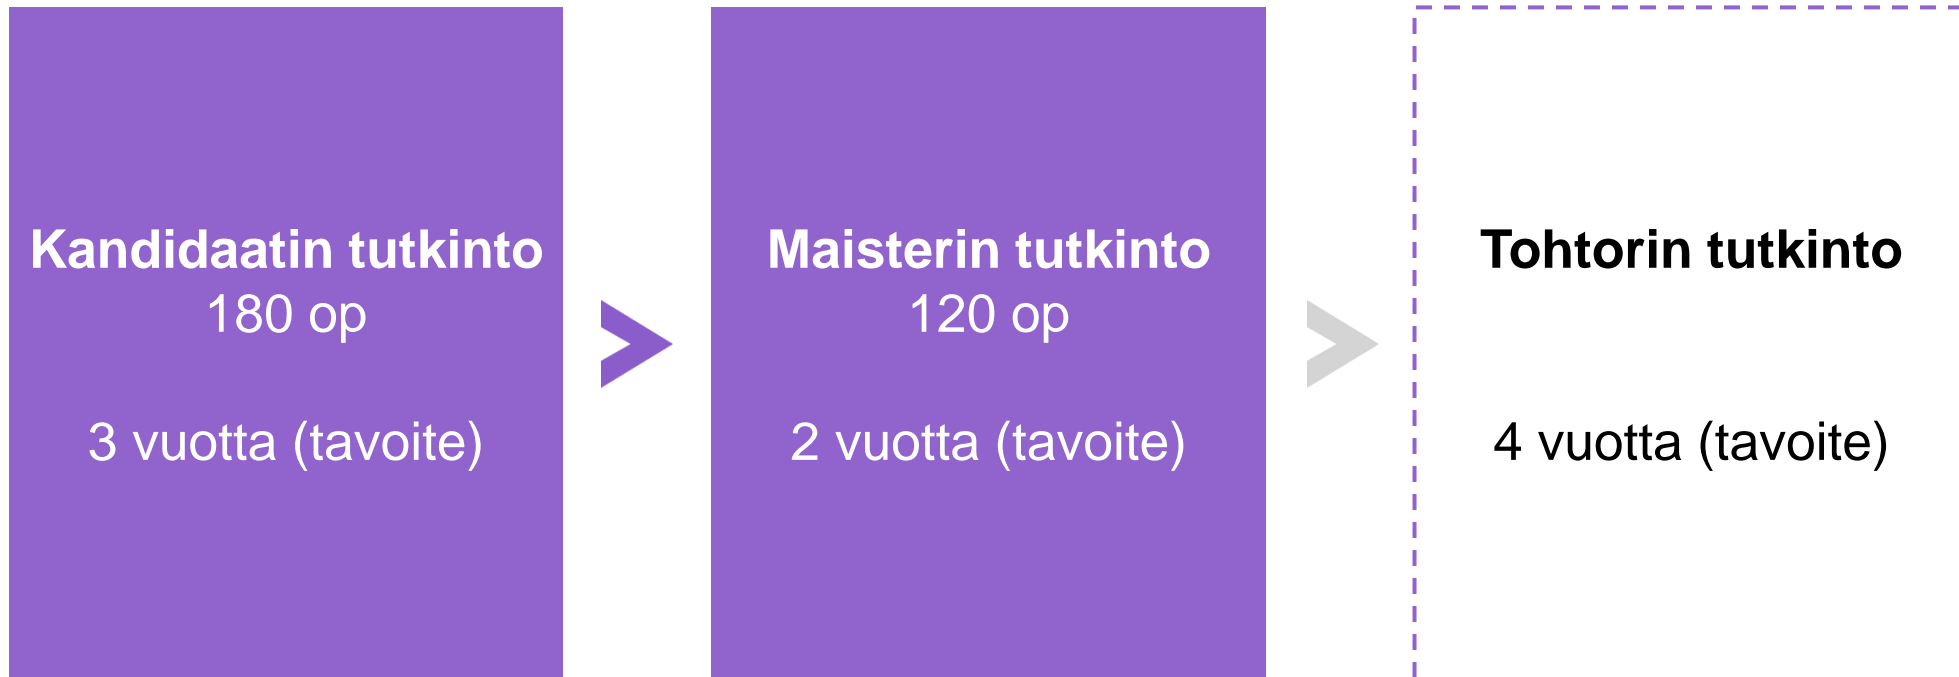 Kandidaatin tutkinto
180 op
3 vuotta (tavoite)
Maisterin tutkinto
120 op
2 vuotta (tavoite)
Tohtorin tutkinto
4 vuotta (tavoite)